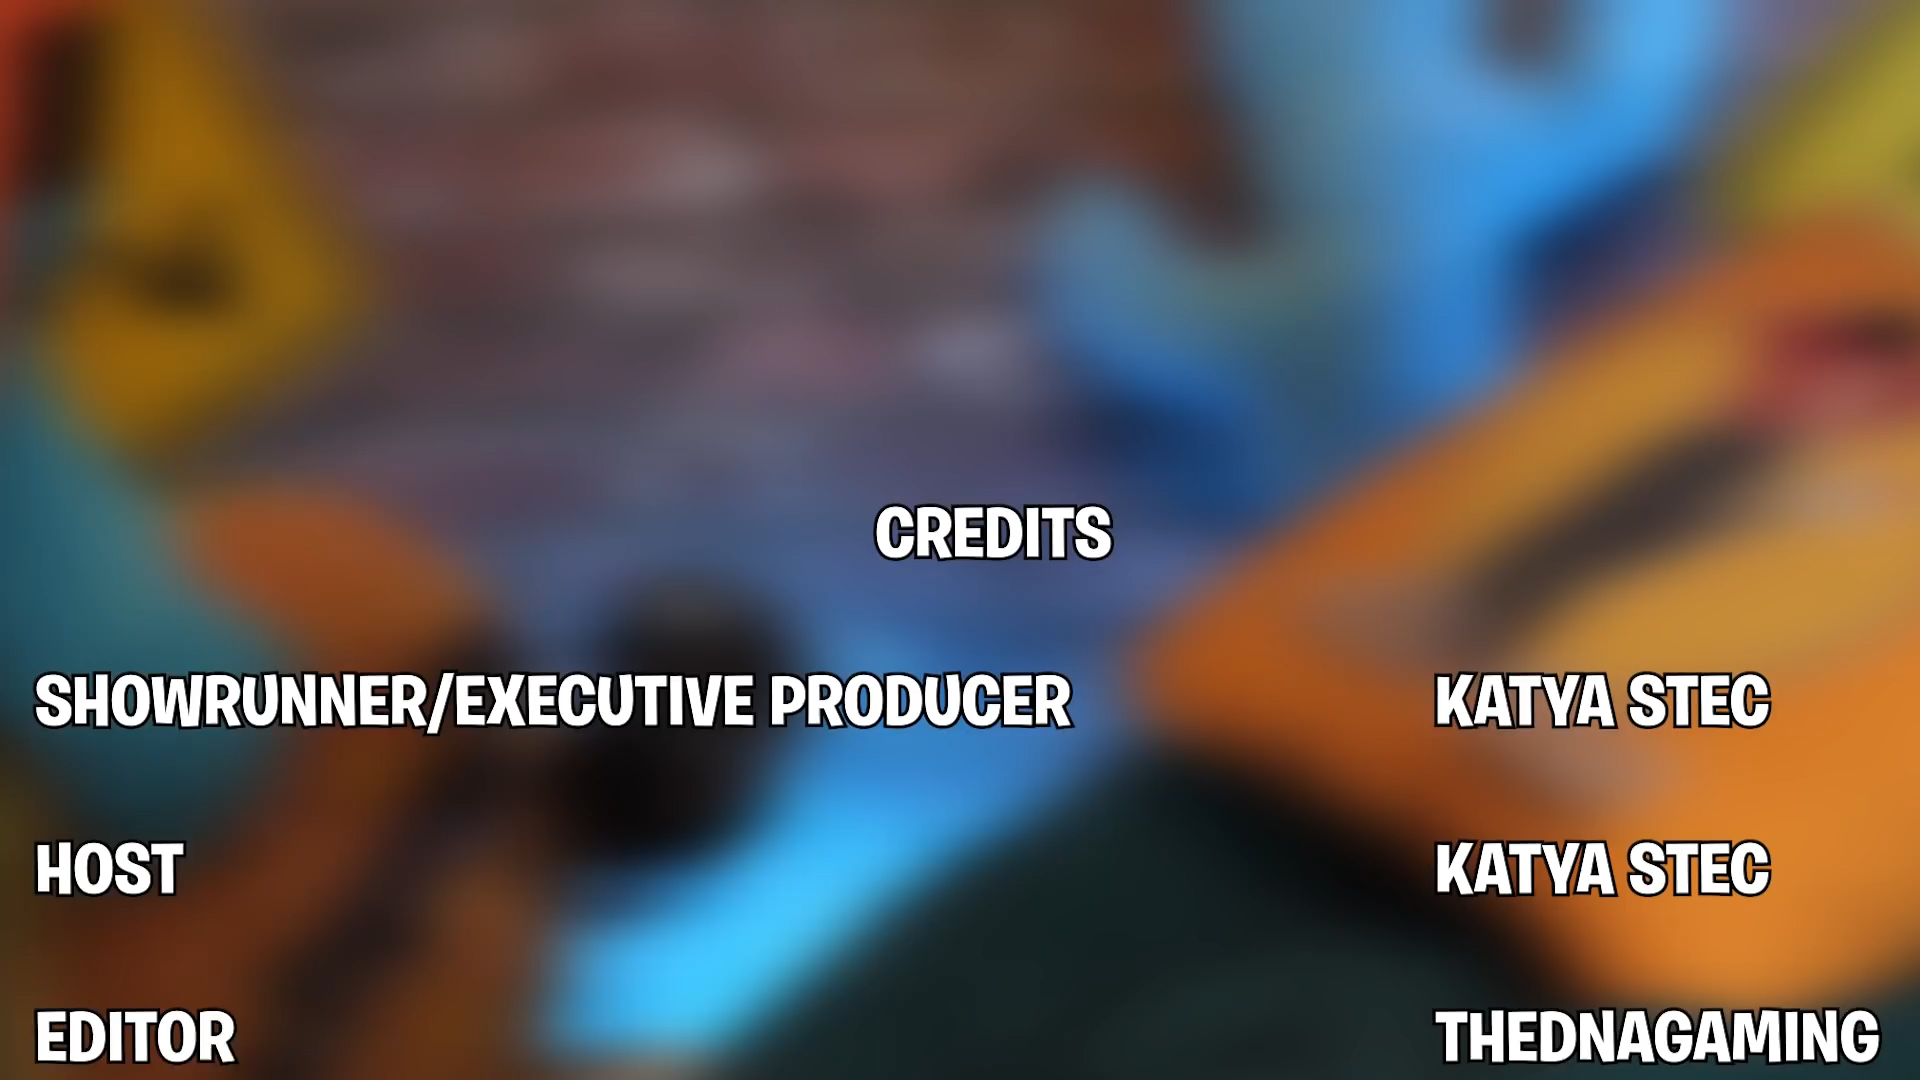 CREDITS
SHOWRUNNER/EXECUTIVE PRODUCER KATYA STEC
HOST KATYA STEC
EDITOR THEDNAGAMING